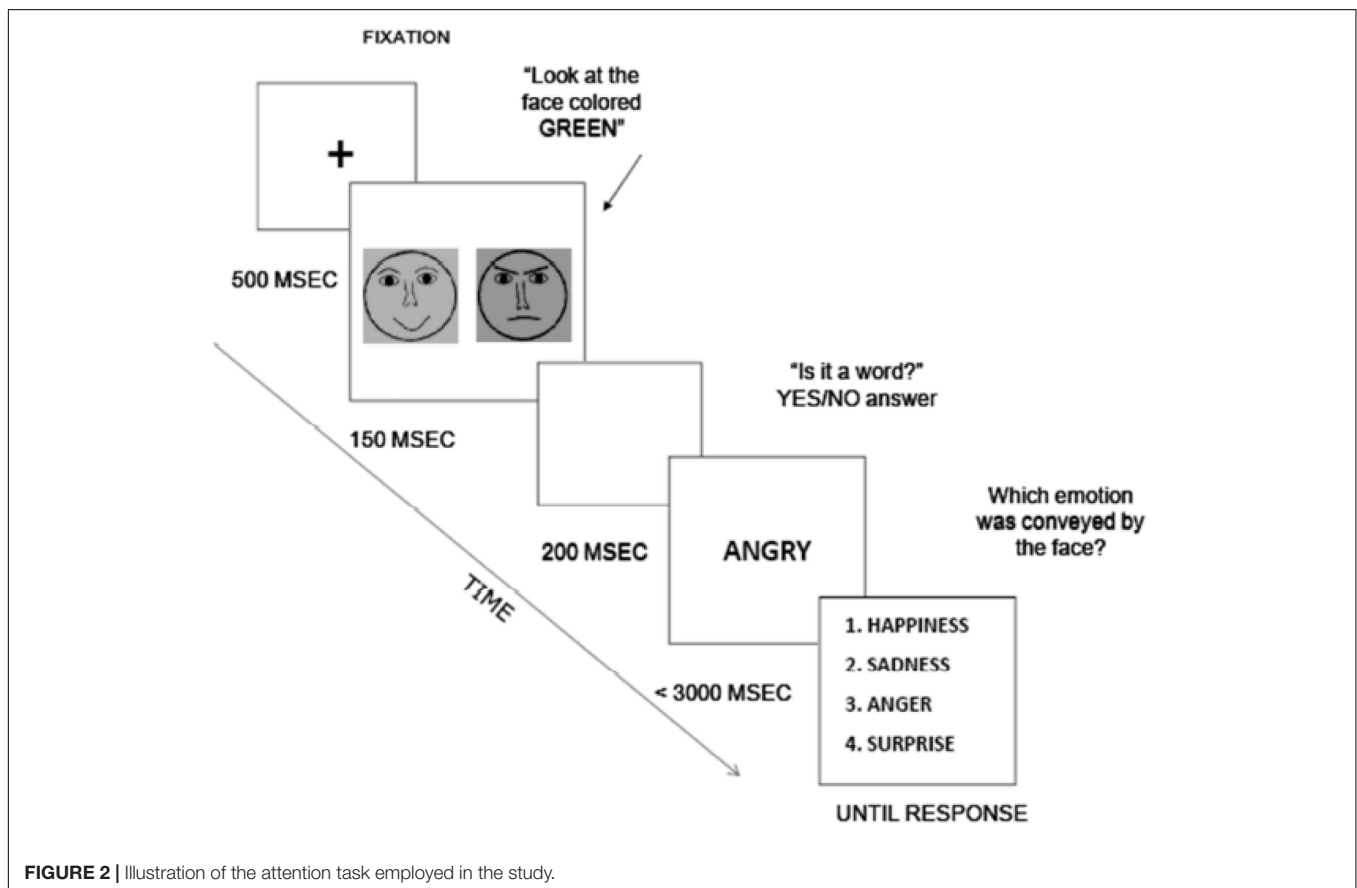 FIXATION
"Look at the
face colored
GREEN"
+
500 MSEC
150 MSEC
"Is it a word?"
YES/NO answer
200 MSEC
ANGRY
Which emotion
was conveyed by
the face?
TIME
< 3000 MSEC
1. HAPPINESS
2. SADNESS
3. ANGER
4. SURPRISE
UNTIL RESPONSE
FIGURE 2 | Illustration of the attention task employed in the study.